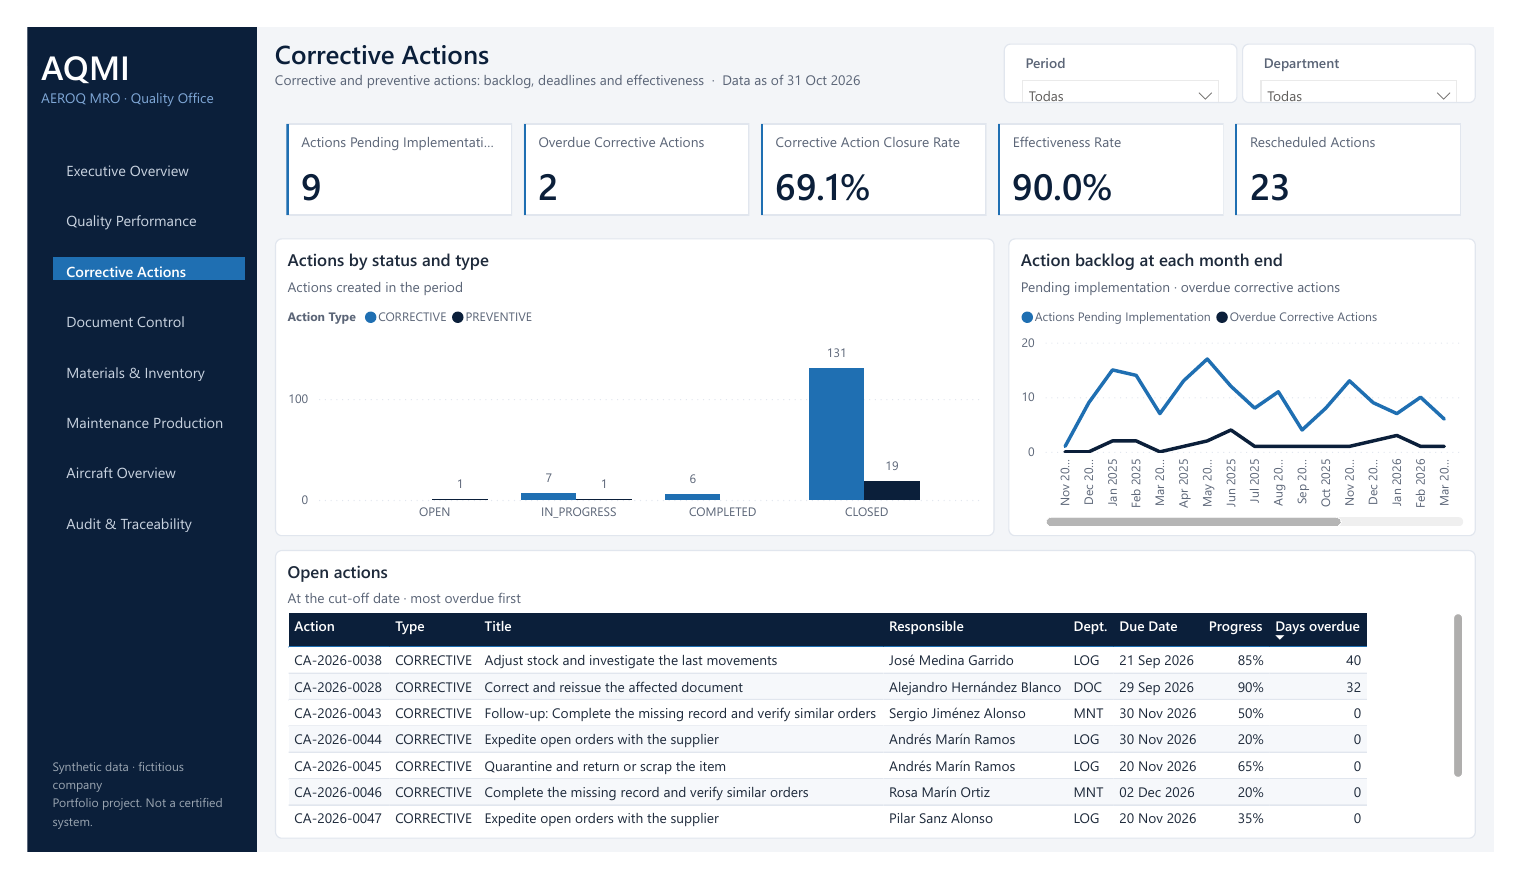 AQMI
AEROQ MRO · Quality Office
Executive Overview
Quality Performance
Corrective Actions
Document Control
Materials & Inventory
Maintenance Production
Aircraft Overview
Audit & Traceability
Synthetic data · fictitious
company
Portfolio project. Not a certified
system.
Corrective Actions
Corrective and preventive actions: backlog, deadlines and effectiveness · Data as of 31 Oct 2026
Period
Todas
Department
Todas
Actions Pending Implementati...
9
Overdue Corrective Actions
2
Corrective Action Closure Rate
69.1%
Effectiveness Rate
90.0%
Rescheduled Actions
23
Actions by status and type
Actions created in the period
Action Type CORRECTIVE PREVENTIVE
100
0
1
7
1
6
131
19
OPEN
IN_PROGRESS
COMPLETED
CLOSED
Action backlog at each month end
Pending implementation · overdue corrective actions
Actions Pending Implementation Overdue Corrective Actions
20
10
0
Nov 20...
Dec 20...
Jan 2025
Feb 2025
Mar 20...
Apr 2025
May 20...
Jun 2025
Jul 2025
Aug 20...
Sep 20...
Oct 2025
Nov 20...
Dec 20...
Jan 2026
Feb 2026
Mar 20...
Open actions
At the cut-off date · most overdue first
Action Type Title Responsible Dept. Due Date Progress Days overdue
CA-2026-0038 CORRECTIVE Adjust stock and investigate the last movements José Medina Garrido LOG 21 Sep 2026 85% 40
CA-2026-0028 CORRECTIVE Correct and reissue the affected document Alejandro Hernández Blanco DOC 29 Sep 2026 90% 32
CA-2026-0043 CORRECTIVE Follow-up: Complete the missing record and verify similar orders Sergio Jiménez Alonso MNT 30 Nov 2026 50% 0
CA-2026-0044 CORRECTIVE Expedite open orders with the supplier Andrés Marín Ramos LOG 30 Nov 2026 20% 0
CA-2026-0045 CORRECTIVE Quarantine and return or scrap the item Andrés Marín Ramos LOG 20 Nov 2026 65% 0
CA-2026-0046 CORRECTIVE Complete the missing record and verify similar orders Rosa Marín Ortiz MNT 02 Dec 2026 20% 0
CA-2026-0047 CORRECTIVE Expedite open orders with the supplier Pilar Sanz Alonso LOG 20 Nov 2026 35% 0